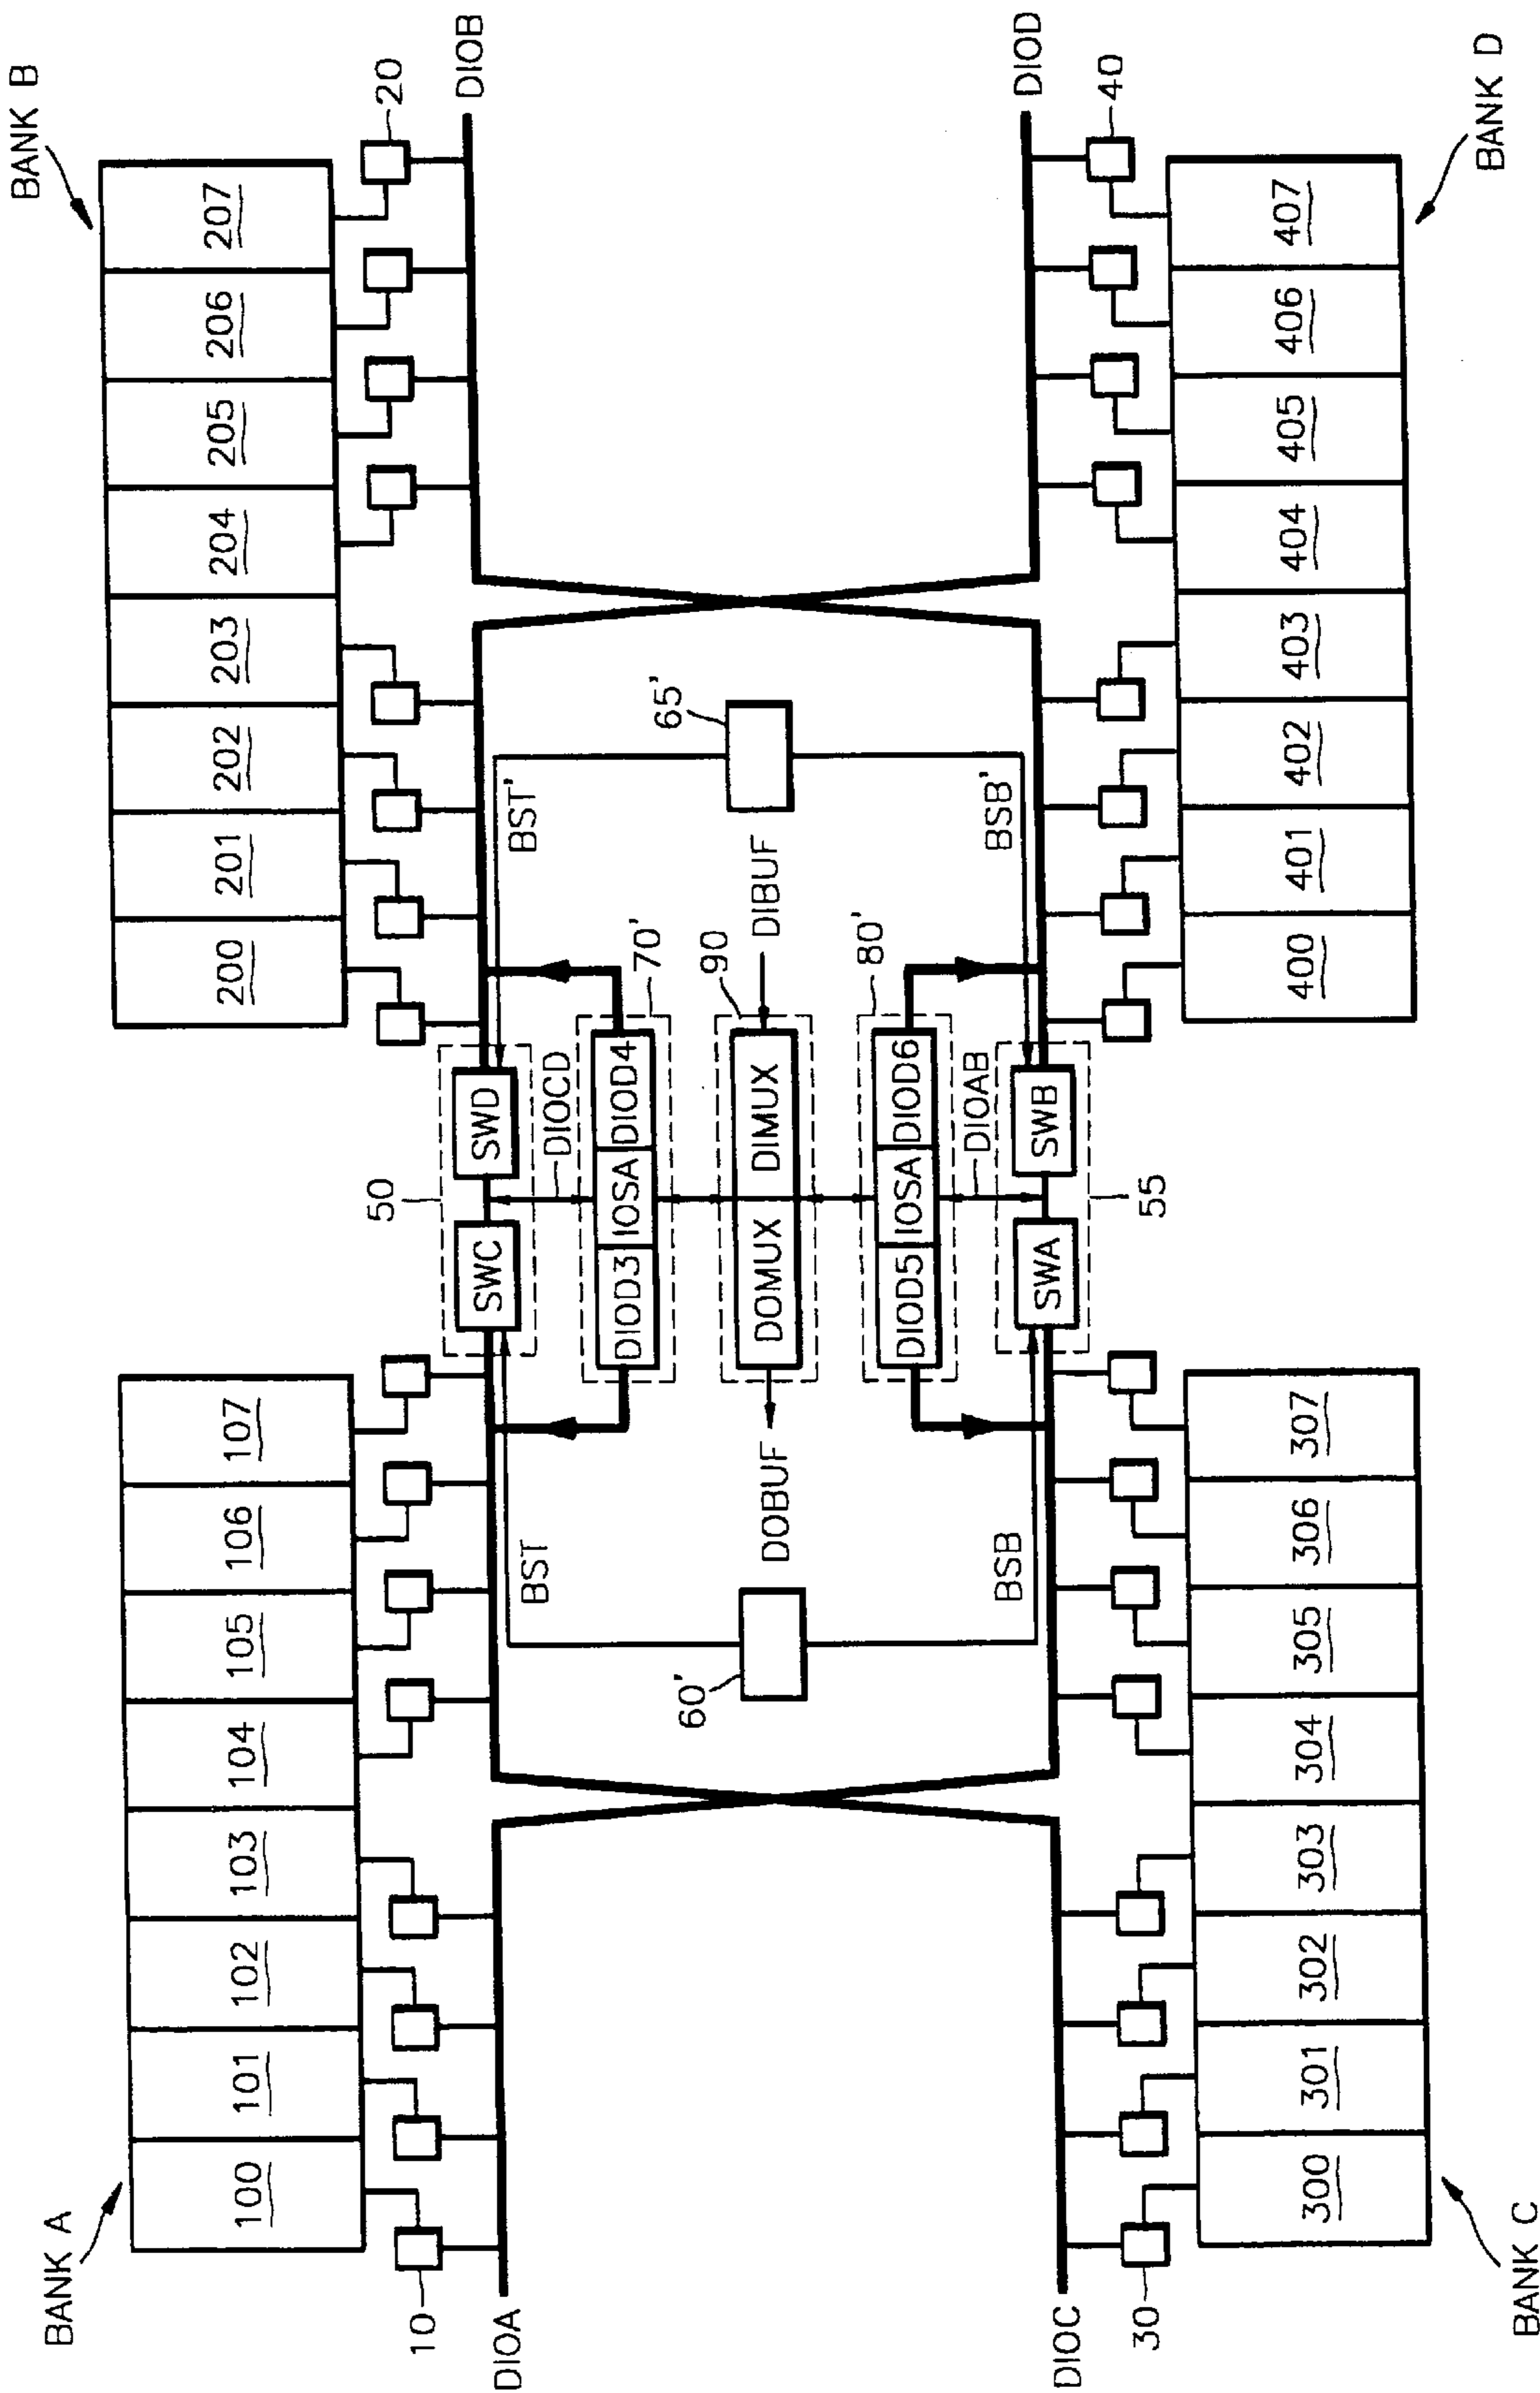 BANK A
BANK B
100 101 102 103 104 105 106 107
200 201 202 203 204 205 206 207
10
20
DIOA
DIOB
50
SWC SWD
BST
BST'
DIOCD
DIOD3 IOSA DIOD4
70'
60'
65'
90
DOBUF
DOMUX DIMUX
DIBUF
80'
DIOD5 IOSA DIOD6
DIOAB
BSB
BSB'
SWA SWB
55
DIOC
DIOD
30
40
300 301 302 303 304 305 306 307
400 401 402 403 404 405 406 407
BANK C
BANK D